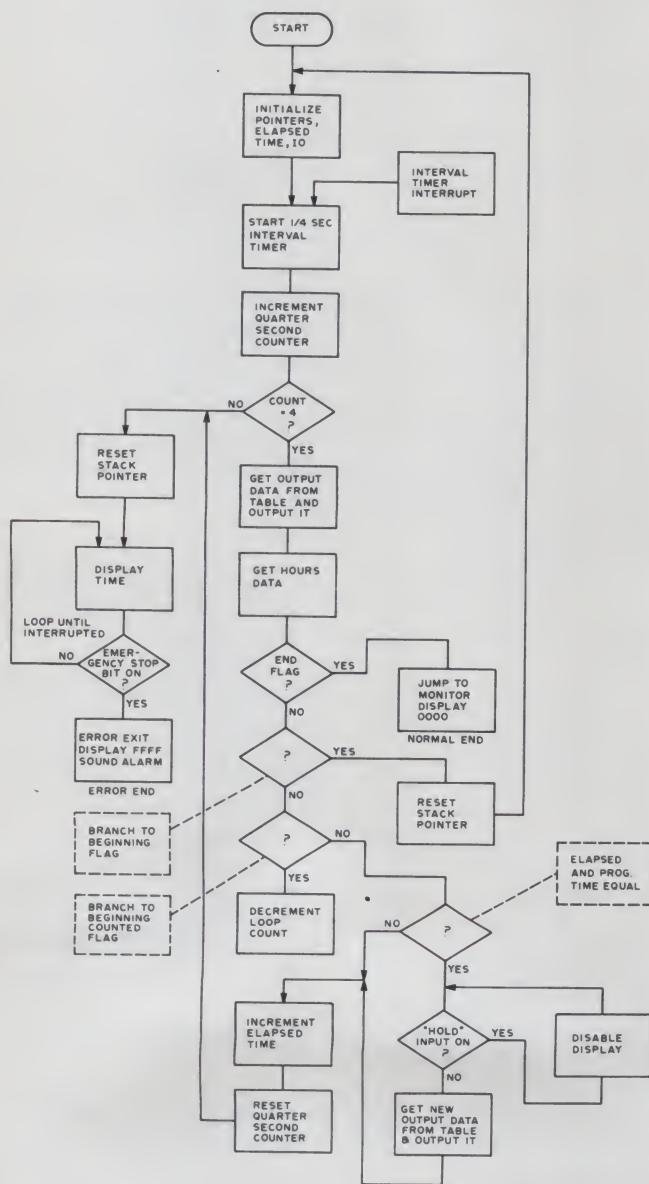 START
INITIALIZE
POINTERS,
ELAPSED
TIME, IO
INTERVAL
TIMER
INTERRUPT
START 1/4 SEC
INTERVAL
TIMER
INCREMENT
QUARTER
SECOND
COUNTER
NO
COUNT
= 4
?
YES
RESET
STACK
POINTER
GET OUTPUT
DATA FROM
TABLE AND
OUTPUT IT
DISPLAY
TIME
GET HOURS
DATA
LOOP UNTIL
INTERRUPTED
NO
EMER-
GENCY STOP
BIT ON
?
YES
END
FLAG
?
YES
NO
JUMP TO
MONITOR
DISPLAY
0000
NORMAL END
ERROR EXIT
DISPLAY FFFF
SOUND ALARM
ERROR END
?
YES
NO
RESET
STACK
POINTER
BRANCH TO
BEGINNING
FLAG
?
NO
YES
ELAPSED
AND PROG.
TIME EQUAL
BRANCH TO
BEGINNING
COUNTED
FLAG
DECREMENT
LOOP
COUNT
NO
?
YES
INCREMENT
ELAPSED
TIME
"HOLD"
INPUT ON
?
YES
NO
DISABLE
DISPLAY
RESET
QUARTER
SECOND
COUNTER
GET NEW
OUTPUT DATA
FROM TABLE
& OUTPUT IT